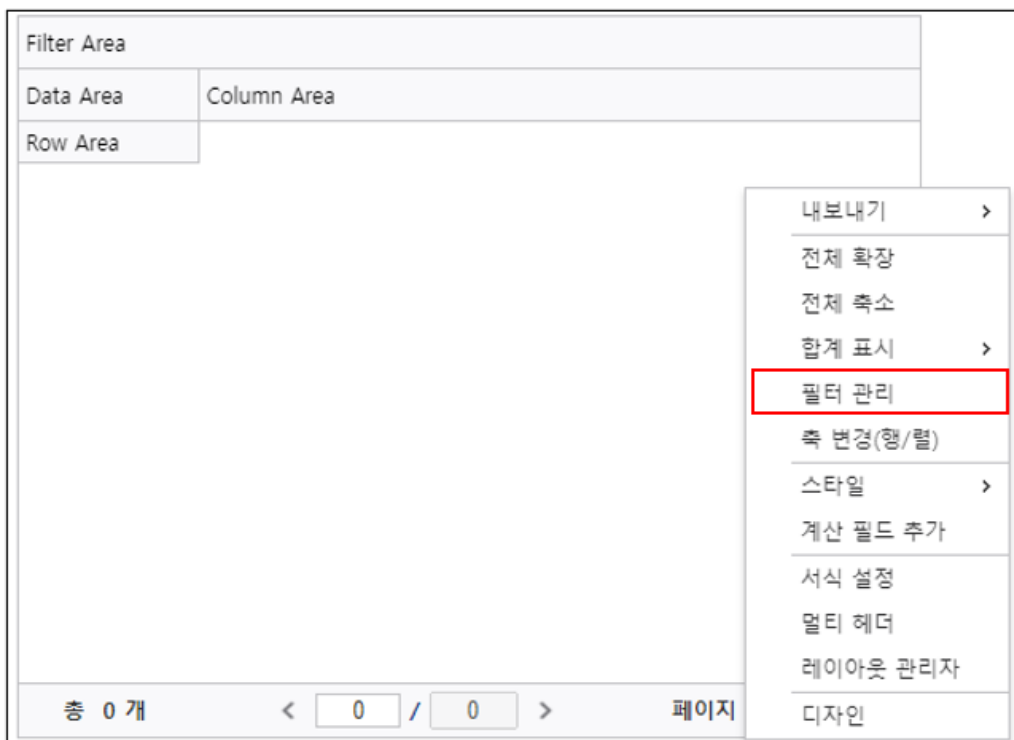 Filter Area
Data Area Column Area
Row Area
내보내기 >
전체 확장
전체 축소
합계 표시 >
필터 관리
축 변경(행/렬)
스타일 >
계산 필드 추가
서식 설정
멀티 헤더
레이아웃 관리자
디자인
총 0 개 < 0 / 0 > 페이지